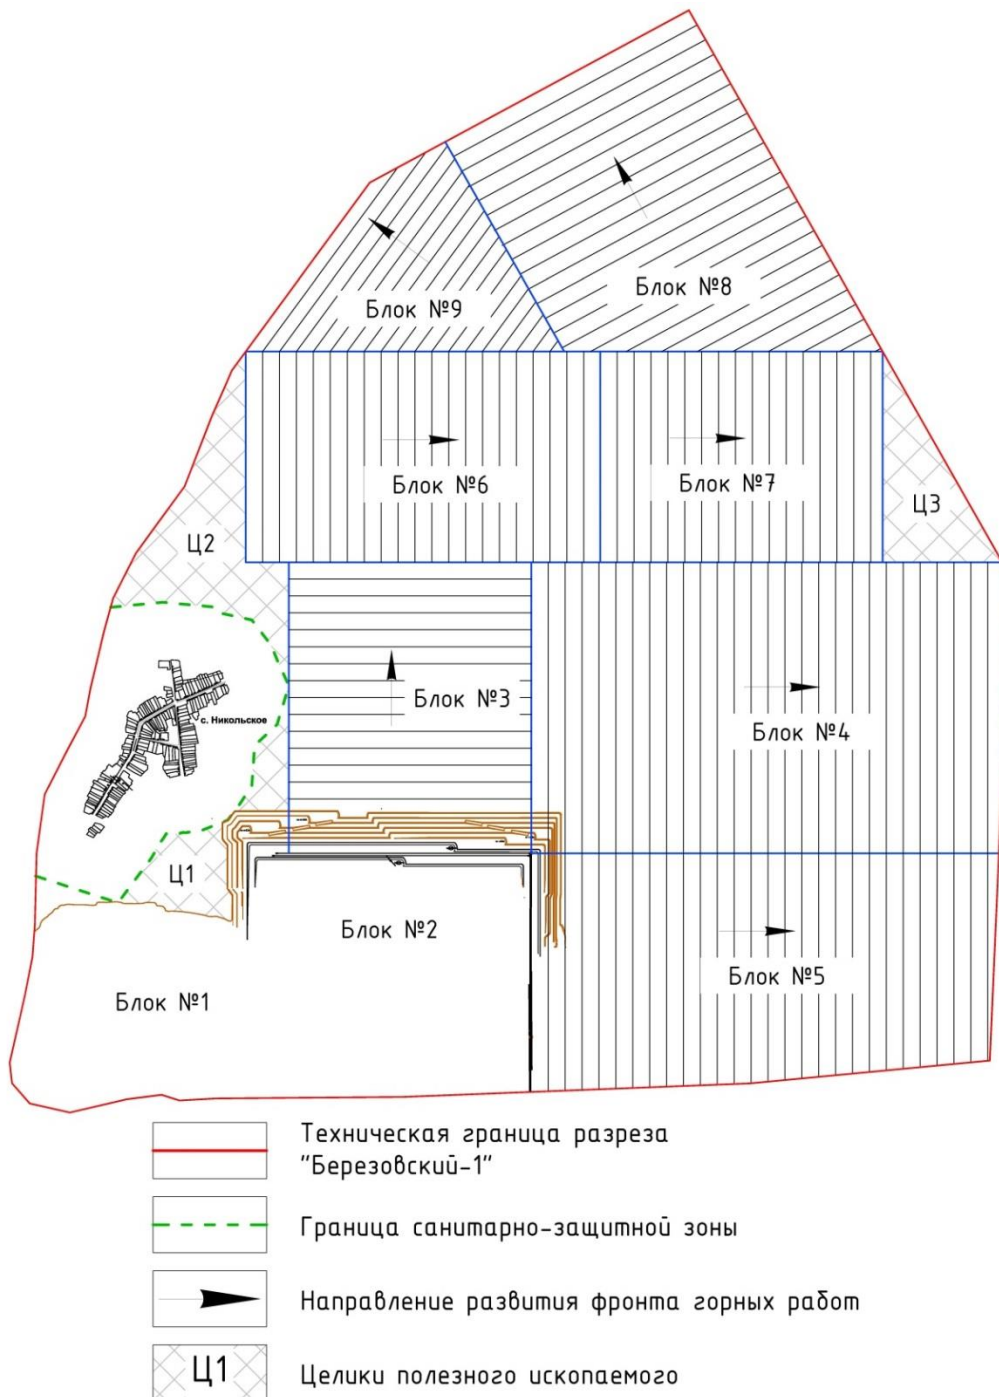 Блок №9
Блок №8
Блок №6
Блок №7
Ц3
Ц2
с. Никольское
Блок №3
Блок №4
Ц1
Блок №2
Блок №5
Блок №1
Техническая граница разреза
"Березовский-1"
Граница санитарно-защитной зоны
Направление развития фронта горных работ
Ц1
Целики полезного ископаемого